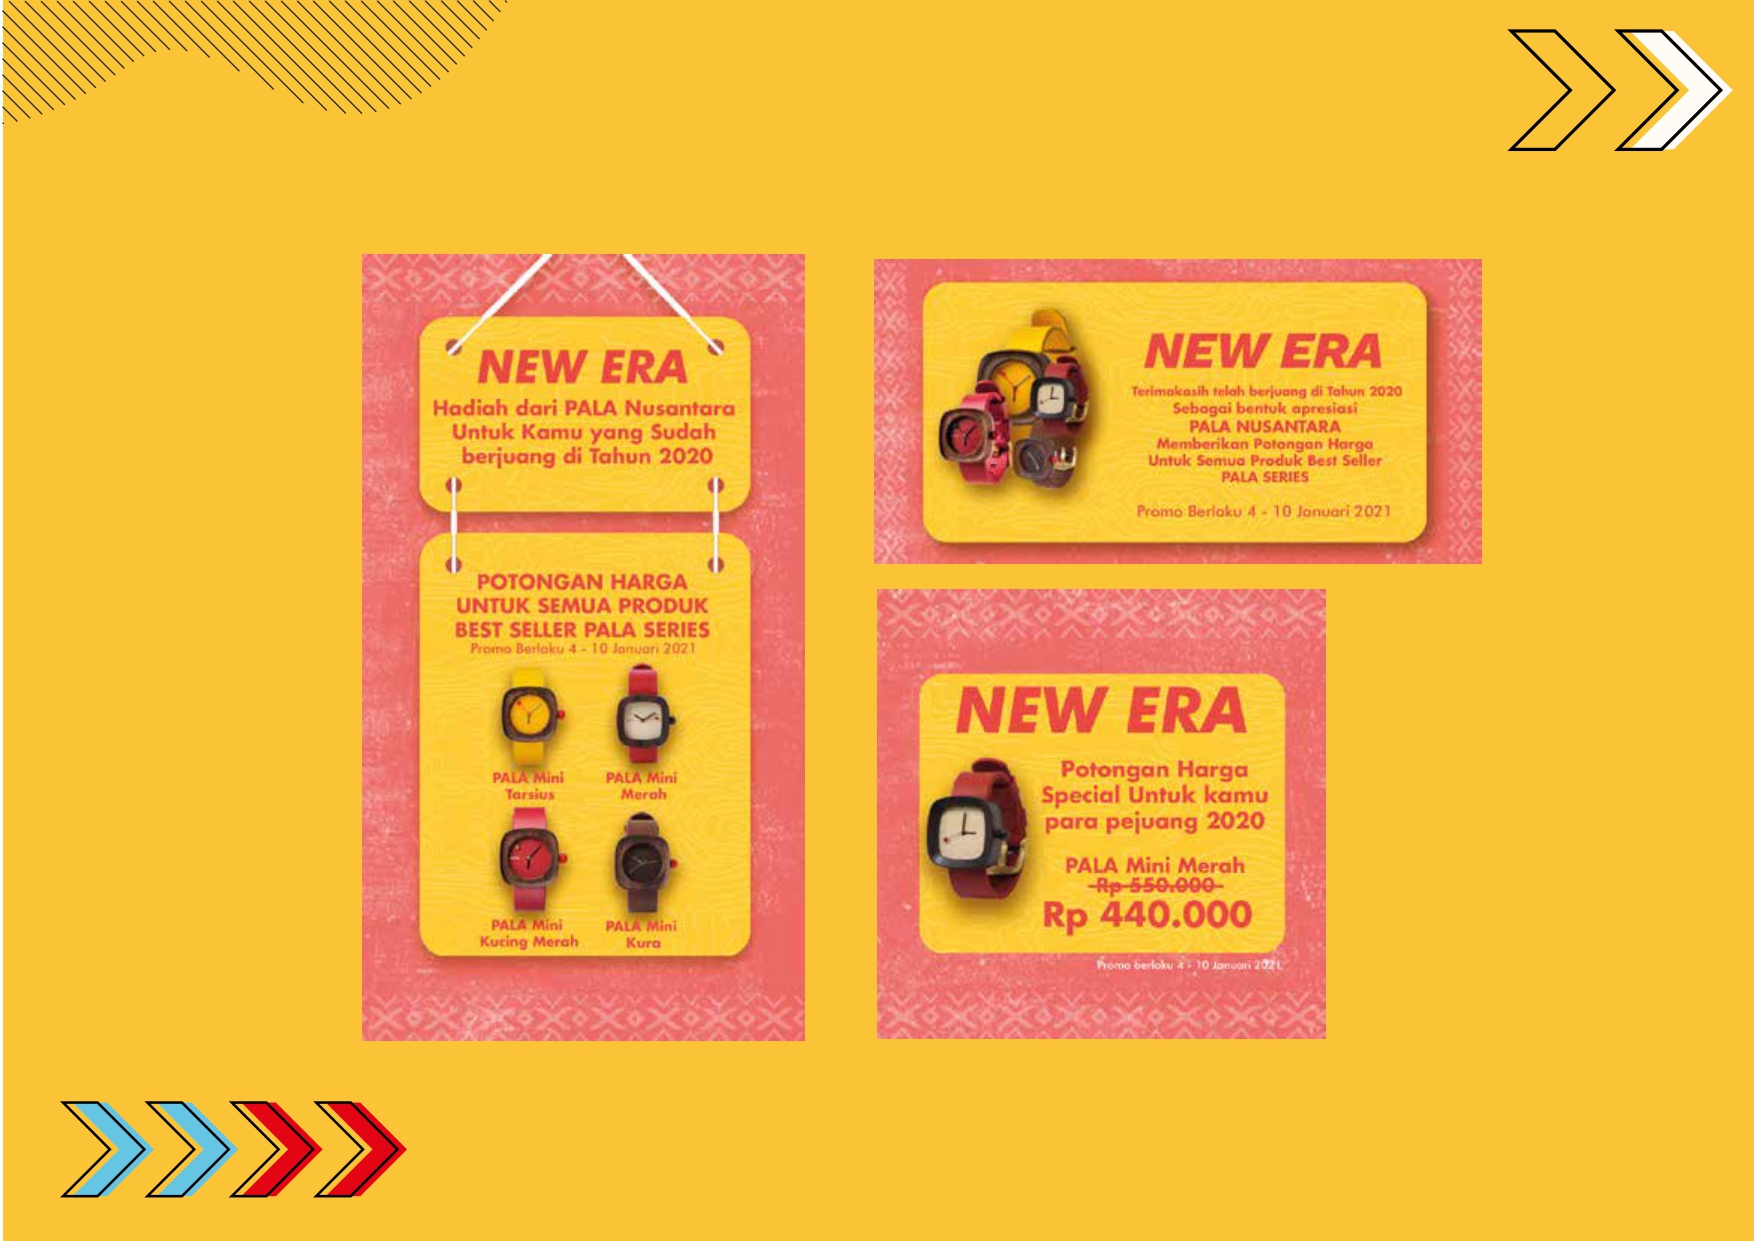 NEW ERA
Hadiah dari PALA Nusantara
Untuk Kamu yang Sudah
berjuang di Tahun 2020
POTONGAN HARGA
UNTUK SEMUA PRODUK
BEST SELLER PALA SERIES
Promo Berlaku 4 - 10 Januari 2021
PALA Mini
Tarsius
PALA Mini
Merah
PALA Mini
Kucing Merah
PALA Mini
Kura
NEW ERA
Terimakasih telah berjuang di Tahun 2020
Sebagai bentuk apresiasi
PALA NUSANTARA
Memberikan Potongan Harga
Untuk Semua Produk Best Seller
PALA SERIES
Promo Berlaku 4 - 10 Januari 2021
NEW ERA
Potongan Harga
Special Untuk kamu
para pejuang 2020
PALA Mini Merah
Rp 550.000
Rp 440.000
Promo berlaku 4 - 10 Januari 2021